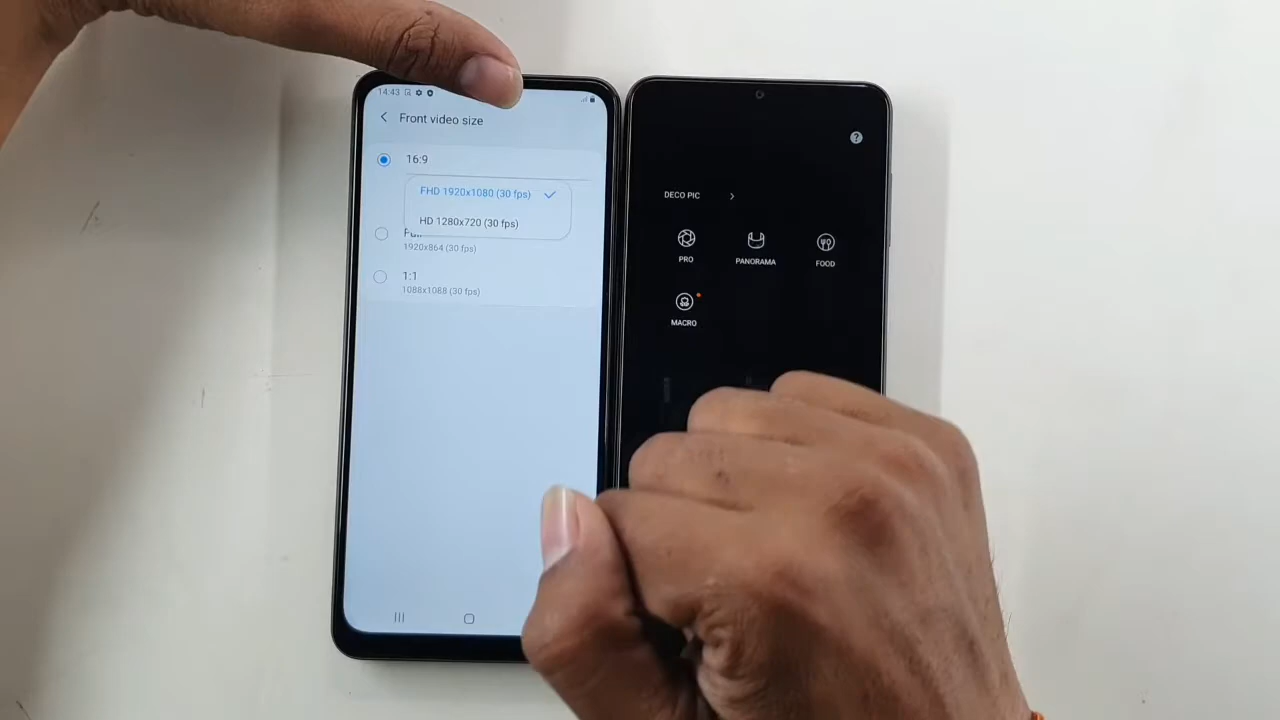 14:43
Front video size
16:9
FHD 1920x1080 (30 fps)
HD 1280x720 (30 fps)
1920x864 (30 fps)
1:1
1088x1088 (30 fps)
DECO PIC
?
PRO
PANORAMA
FOOD
MACRO